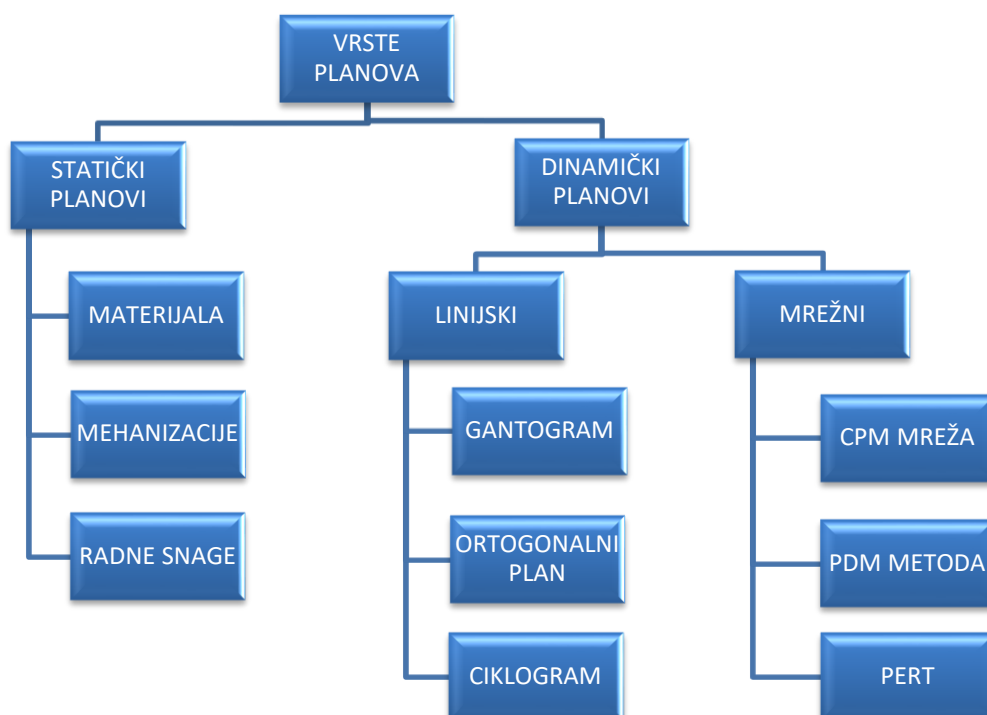 VRSTE
PLANOVA
STATIČKI
PLANOVI
DINAMIČKI
PLANOVI
MATERIJALA
MEHANIZACIJE
RADNE SNAGE
LINIJSKI
MREŽNI
GANTOGRAM
ORTOGONALNI
PLAN
CIKLOGRAM
CPM MREŽA
PDM METODA
PERT